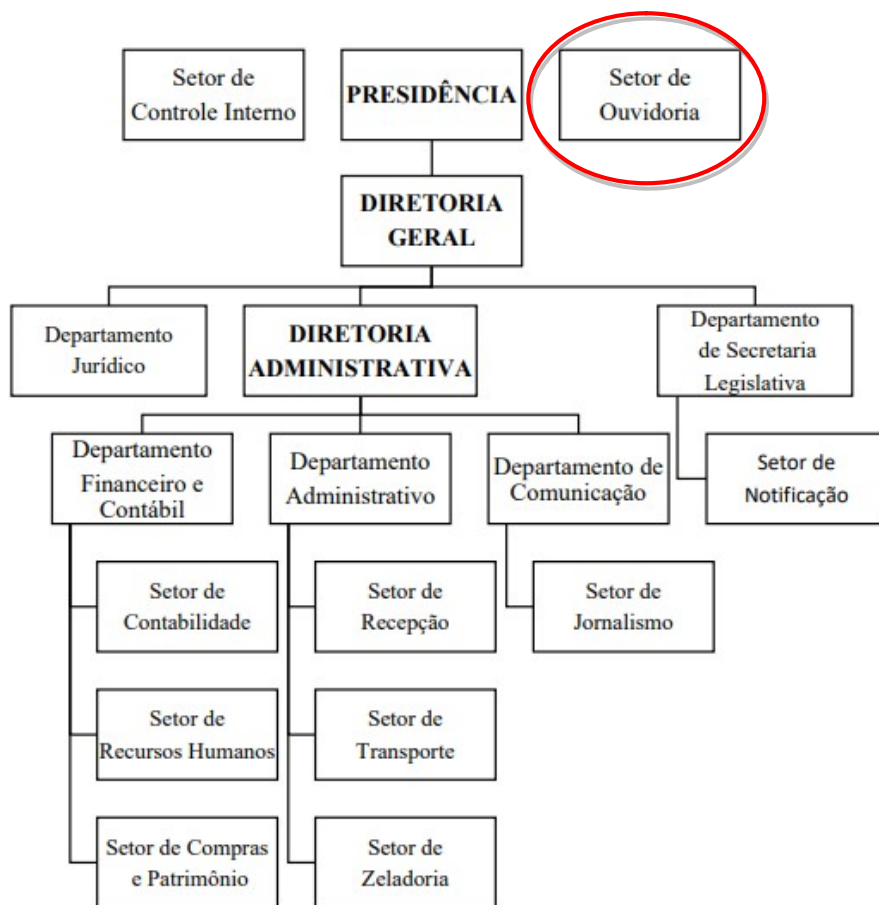 Setor de
Controle Interno
PRESIDÊNCIA
Setor de
Ouvidoria
DIRETORIA
GERAL
Departamento
Jurídico
DIRETORIA
ADMINISTRATIVA
Departamento
de Secretaria
Legislativa
Departamento
Financeiro e
Contábil
Departamento
Administrativo
Departamento de
Comunicação
Setor de
Notificação
Setor de
Contabilidade
Setor de
Recepção
Setor de
Jornalismo
Setor de
Recursos Humanos
Setor de
Transporte
Setor de Compras
e Patrimônio
Setor de
Zeladoria